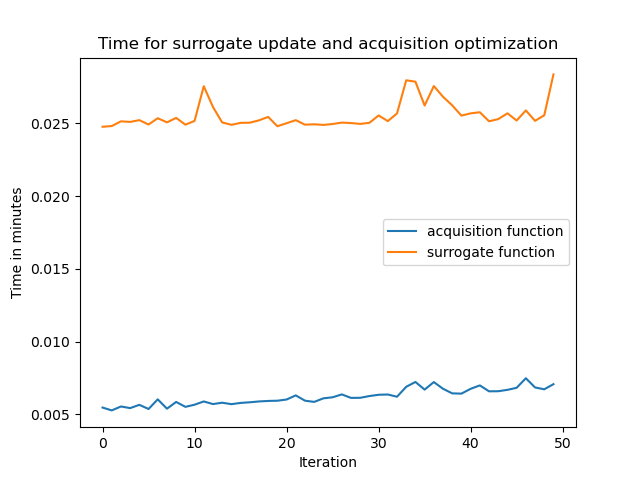 Time for surrogate update and acquisition optimization
0.025
0.020
0.015
0.010
0.005
Time in minutes
acquisition function
surrogate function
0 10 20 30 40 50
Iteration